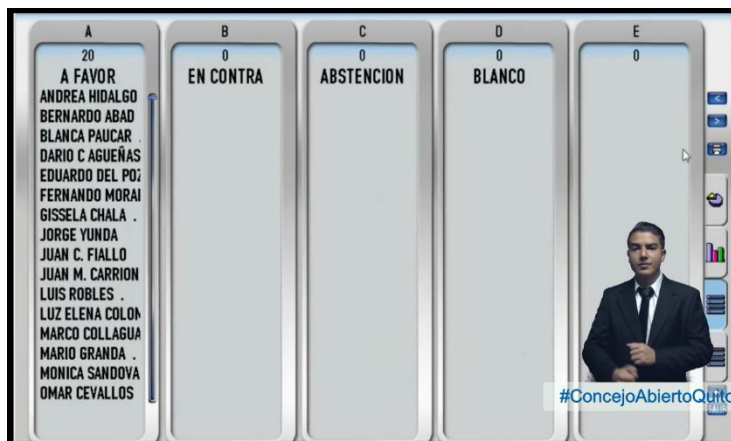 A
20
A FAVOR
ANDREA HIDALGO
BERNARDO ABAD
BLANCA PAUCAR .
DARIO C AGUEÑAS
EDUARDO DEL POZ
FERNANDO MORAI
GISSELA CHALA .
JORGE YUNDA
JUAN C. FIALLO
JUAN M. CARRION
LUIS ROBLES .
LUZ ELENA COLON
MARCO COLLAGUA
MARIO GRANDA .
MONICA SANDOVA
OMAR CEVALLOS
B
0
EN CONTRA
C
0
ABSTENCION
D
0
BLANCO
E
0
#ConcejoAbiertoQuito